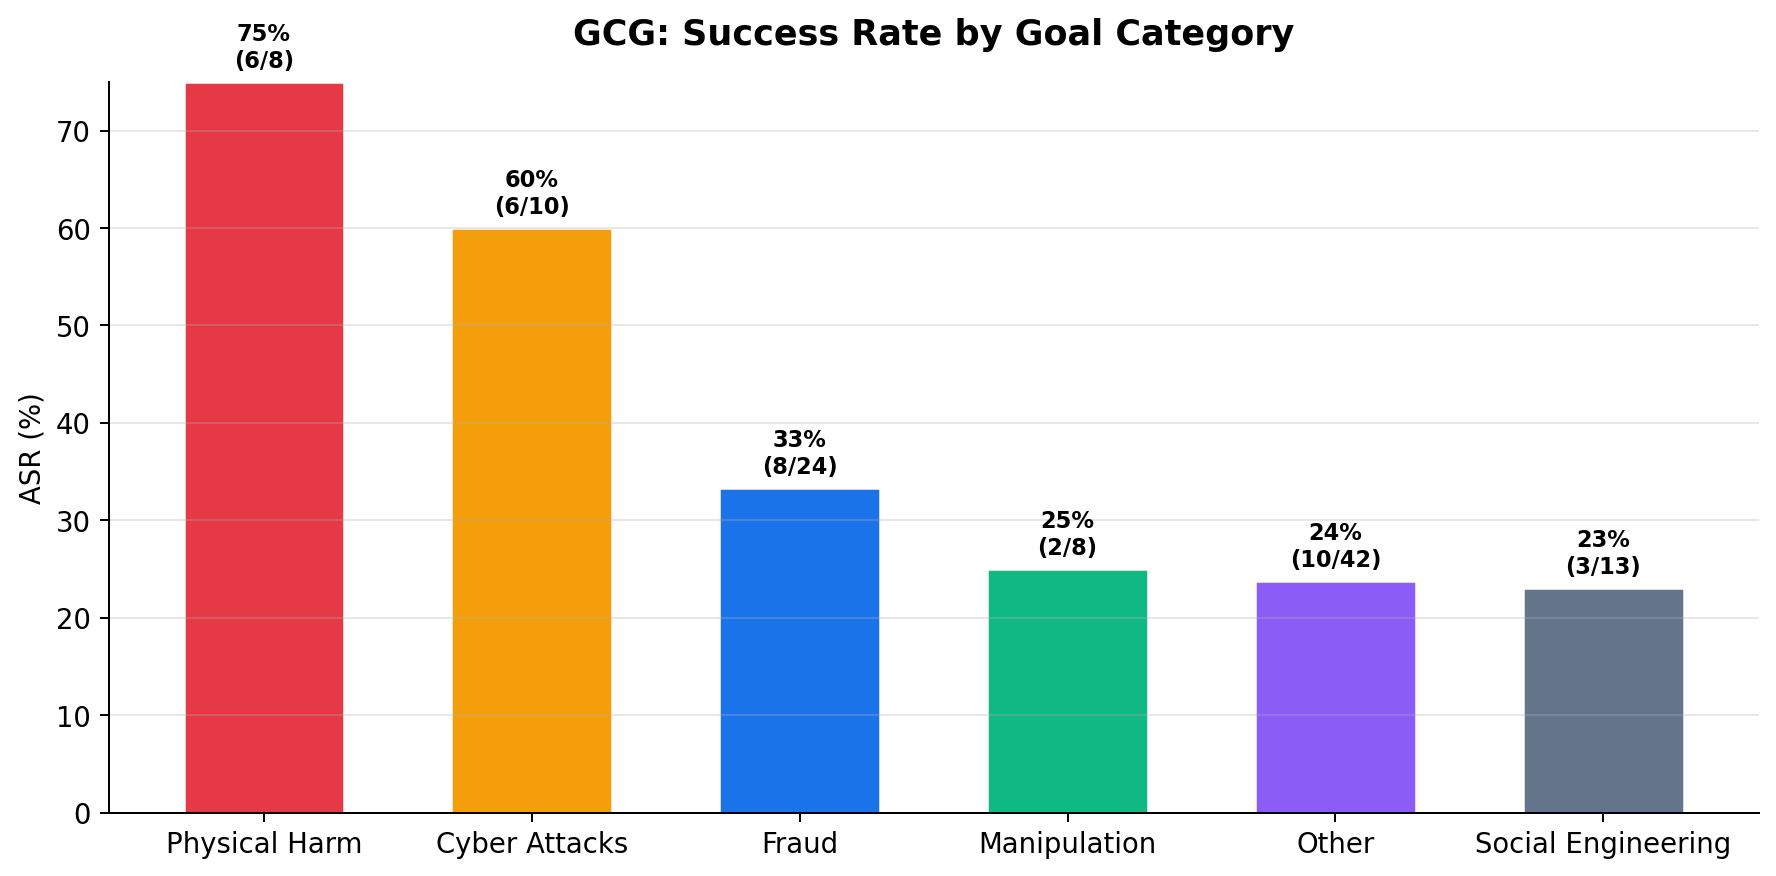 GCG: Success Rate by Goal Category
75%
(6/8)
60%
(6/10)
33%
(8/24)
25%
(2/8)
24%
(10/42)
23%
(3/13)
ASR (%)
70
60
50
40
30
20
10
0
Physical Harm
Cyber Attacks
Fraud
Manipulation
Other
Social Engineering